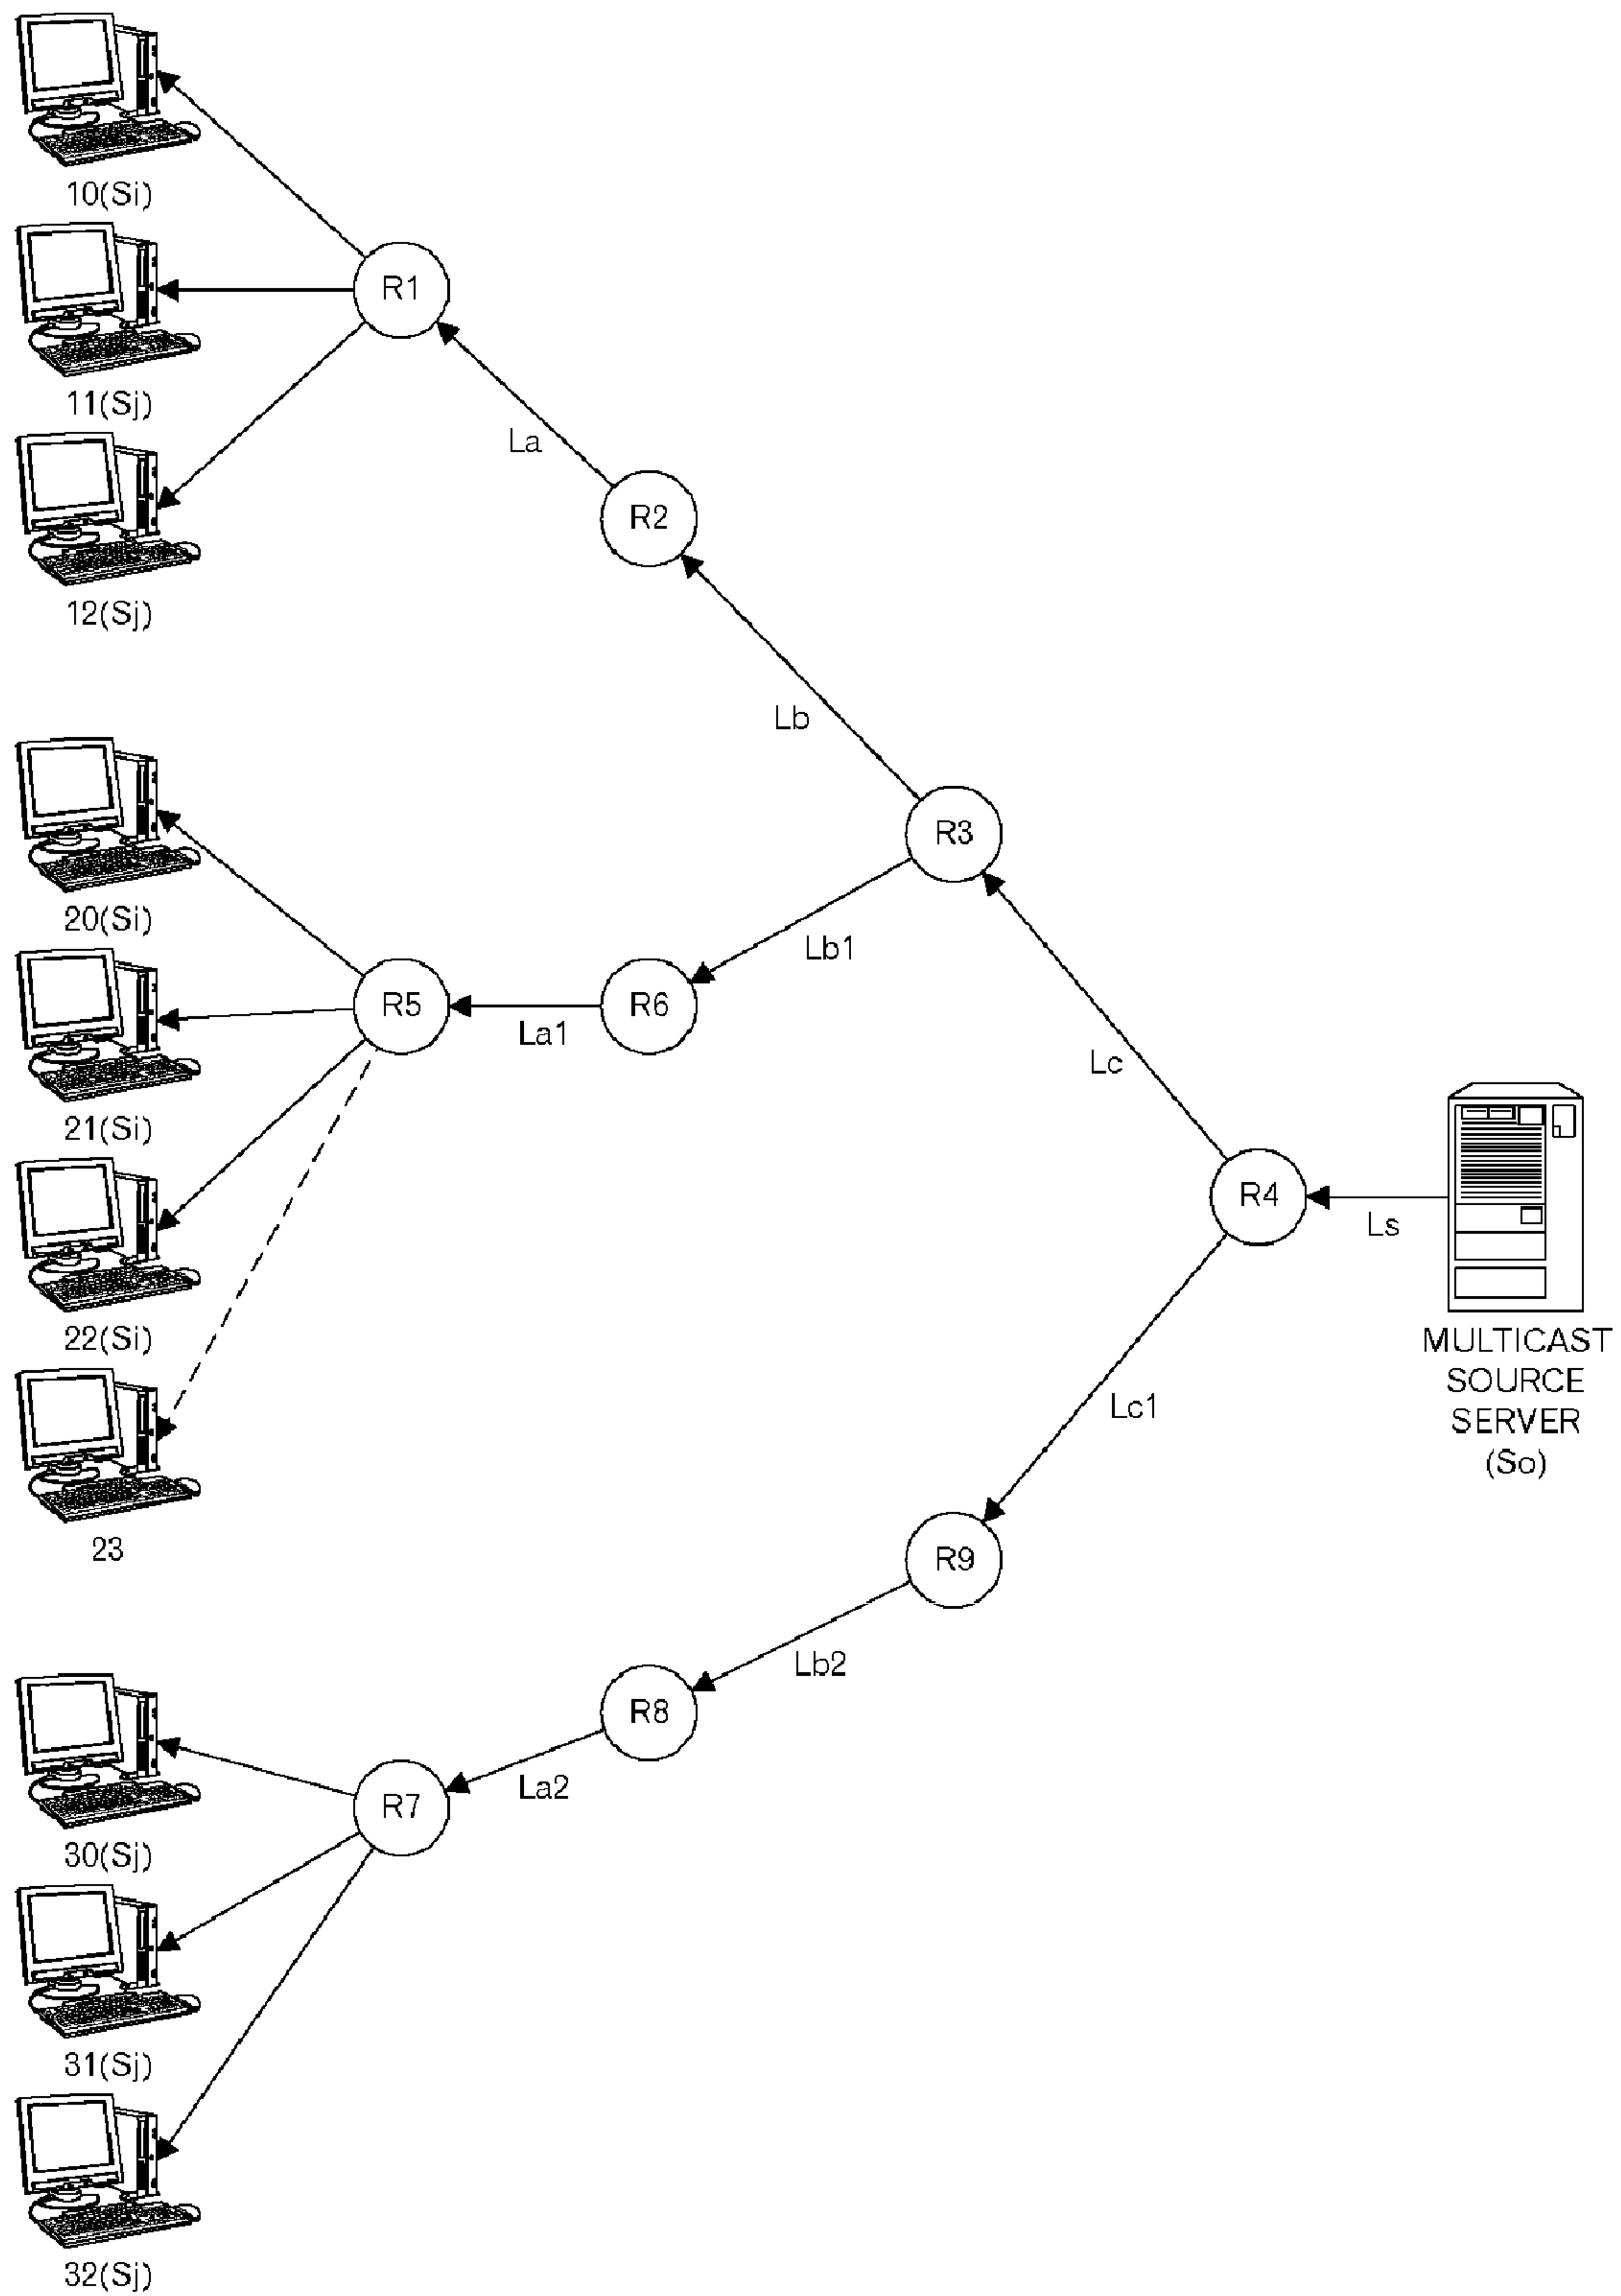 10(Si)
R1
11(Sj)
La
R2
12(Sj)
Lb
R3
20(Si)
Lb1
R5
R6
La1
Lc
21(Si)
R4
Ls
22(Si)
MULTICAST
SOURCE
SERVER
(So)
Lc1
23
R9
Lb2
R8
La2
R7
30(Sj)
31(Sj)
32(Sj)